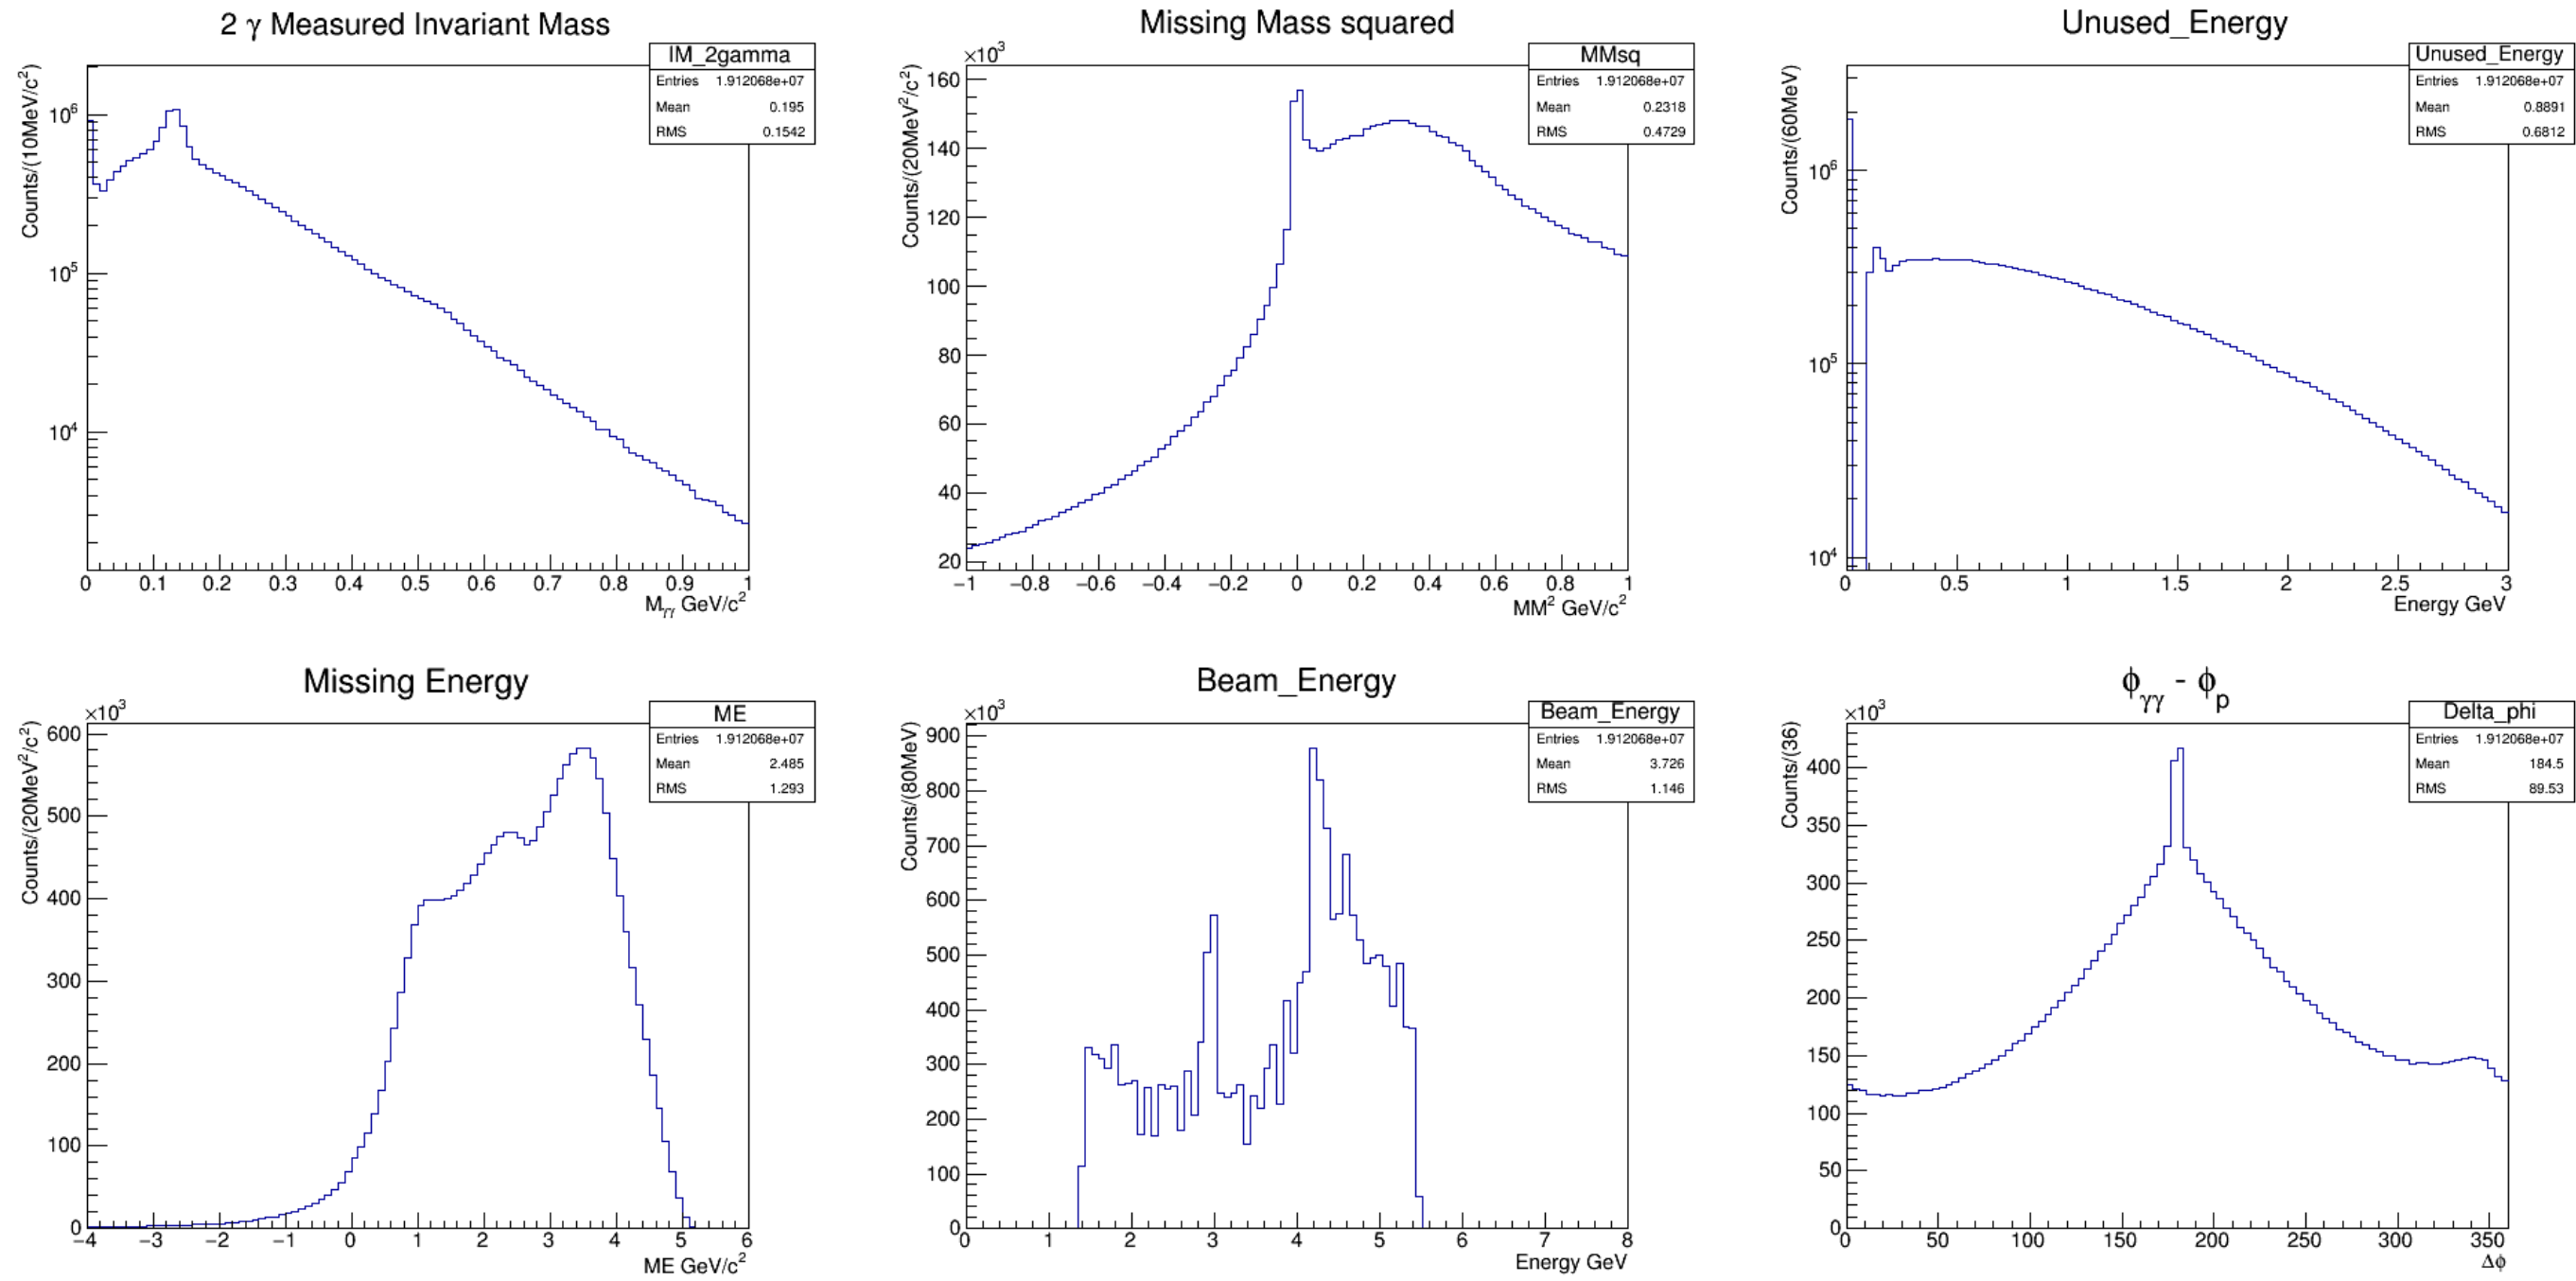 2 γ Measured Invariant Mass
IM_2gamma
Entries 1.912068e+07
Mean 0.195
RMS 0.1542
Counts/(10MeV/c²)
10⁶
10⁵
10⁴
0 0.1 0.2 0.3 0.4 0.5 0.6 0.7 0.8 0.9 1
Mγγ GeV/c²
Missing Mass squared
×10³
MMsq
Entries 1.912068e+07
Mean 0.2318
RMS 0.4729
Counts/(20MeV²/c²)
160
140
120
100
80
60
40
20
−1 −0.8 −0.6 −0.4 −0.2 0 0.2 0.4 0.6 0.8 1
MM² GeV/c²
Unused_Energy
Unused_Energy
Entries 1.912068e+07
Mean 0.8891
RMS 0.6812
Counts/(60MeV)
10⁶
10⁵
10⁴
0 0.5 1 1.5 2 2.5 3
Energy GeV
Missing Energy
×10³
ME
Entries 1.912068e+07
Mean 2.485
RMS 1.293
Counts/(20MeV²/c²)
600
500
400
300
200
100
0
−4 −3 −2 −1 0 1 2 3 4 5 6
ME GeV/c²
Beam_Energy
×10³
Beam_Energy
Entries 1.912068e+07
Mean 3.726
RMS 1.146
Counts/(80MeV)
900
800
700
600
500
400
300
200
100
0
0 1 2 3 4 5 6 7 8
Energy GeV
ϕγγ - ϕp
×10³
Delta_phi
Entries 1.912068e+07
Mean 184.5
RMS 89.53
Counts/(36)
400
350
300
250
200
150
100
50
0
0 50 100 150 200 250 300 350
Δϕ